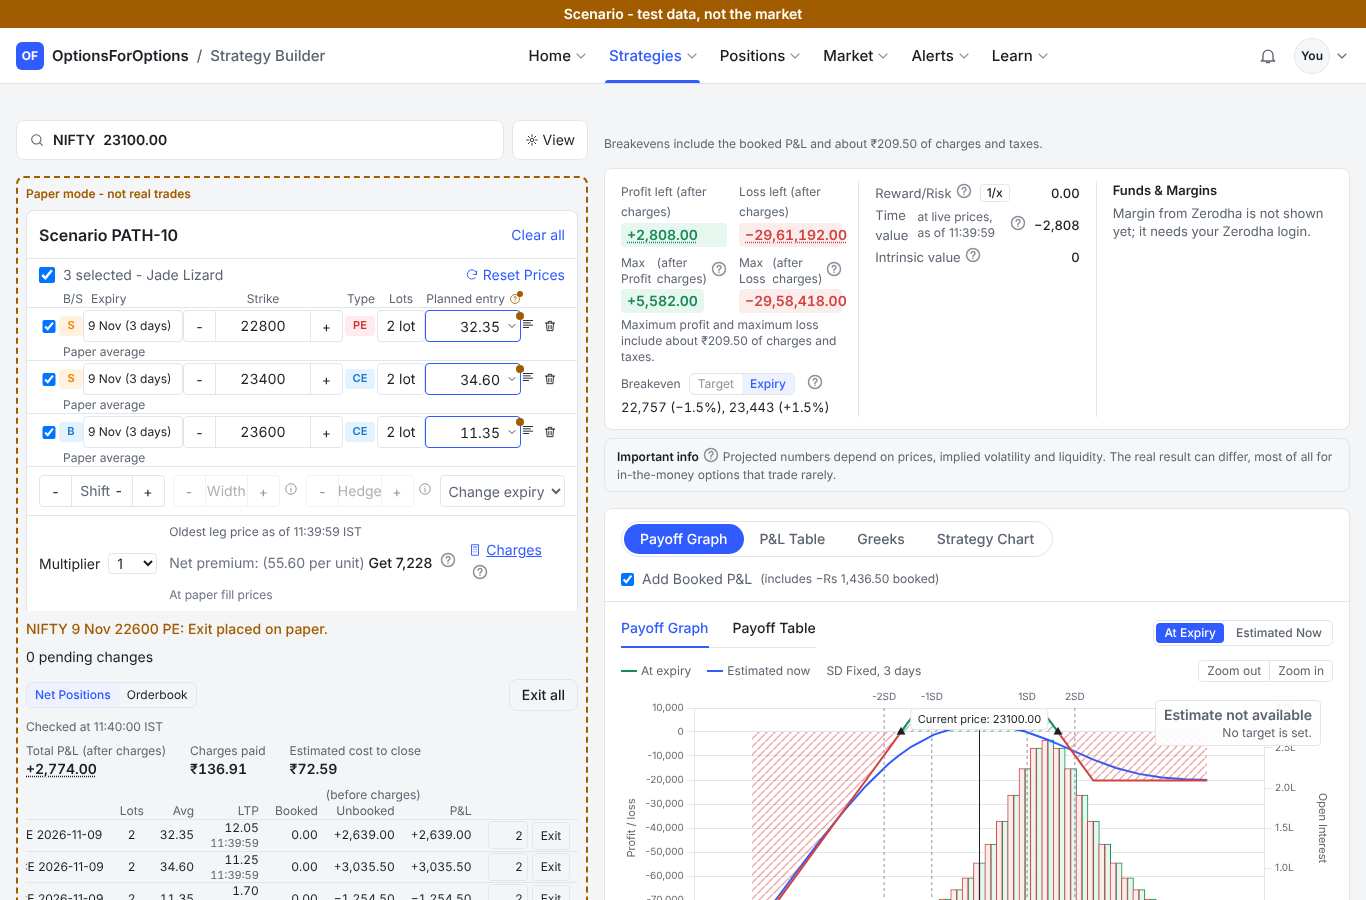 Scenario - test data, not the market
OF OptionsForOptions / Strategy Builder
Home Strategies Positions Market Alerts Learn
You
NIFTY 23100.00
View
Paper mode - not real trades
Scenario PATH-10
Clear all
3 selected - Jade Lizard
Reset Prices
B/S Expiry Strike Type Lots Planned entry
S 9 Nov (3 days) - 22800 + PE 2 lot 32.35
Paper average
S 9 Nov (3 days) - 23400 + CE 2 lot 34.60
Paper average
B 9 Nov (3 days) - 23600 + CE 2 lot 11.35
Paper average
- Shift - + - Width + - Hedge + Change expiry
Oldest leg price as of 11:39:59 IST
Multiplier 1 Net premium: (55.60 per unit) Get 7,228 Charges
At paper fill prices
NIFTY 9 Nov 22600 PE: Exit placed on paper.
0 pending changes
Net Positions Orderbook
Exit all
Checked at 11:40:00 IST
Total P&L (after charges) Charges paid Estimated cost to close
+2,774.00 ₹136.91 ₹72.59
(before charges)
Lots Avg LTP Booked Unbooked P&L
E 2026-11-09 2 32.35 12.05 0.00 +2,639.00 +2,639.00 2 Exit
11:39:59
E 2026-11-09 2 34.60 11.25 0.00 +3,035.50 +3,035.50 2 Exit
11:39:59
E 2026-11-09 2 11.35 1.70 0.00 −1,254.50 −1,254.50 2 Exit
Breakevens include the booked P&L and about ₹209.50 of charges and taxes.
Profit left (after charges)
+2,808.00
Loss left (after charges)
−29,61,192.00
Max Profit (after charges)
+5,582.00
Max Loss (after charges)
−29,58,418.00
Maximum profit and maximum loss
include about ₹209.50 of charges and
taxes.
Breakeven Target Expiry
22,757 (−1.5%), 23,443 (+1.5%)
Reward/Risk 1/x 0.00
Time value at live prices, as of 11:39:59 −2,808
Intrinsic value 0
Funds & Margins
Margin from Zerodha is not shown
yet; it needs your Zerodha login.
Important info Projected numbers depend on prices, implied volatility and liquidity. The real result can differ, most of all for
in-the-money options that trade rarely.
Payoff Graph P&L Table Greeks Strategy Chart
Add Booked P&L (includes −Rs 1,436.50 booked)
Payoff Graph Payoff Table
At Expiry Estimated Now
At expiry Estimated now SD Fixed, 3 days
Zoom out Zoom in
-2SD -1SD 1SD 2SD
Current price: 23100.00
Estimate not available
No target is set.
10,000
0
-10,000
-20,000
-30,000
-40,000
-50,000
-60,000
-70,000
Profit / loss
2.5L
2.0L
1.5L
1.0L
Open Interest